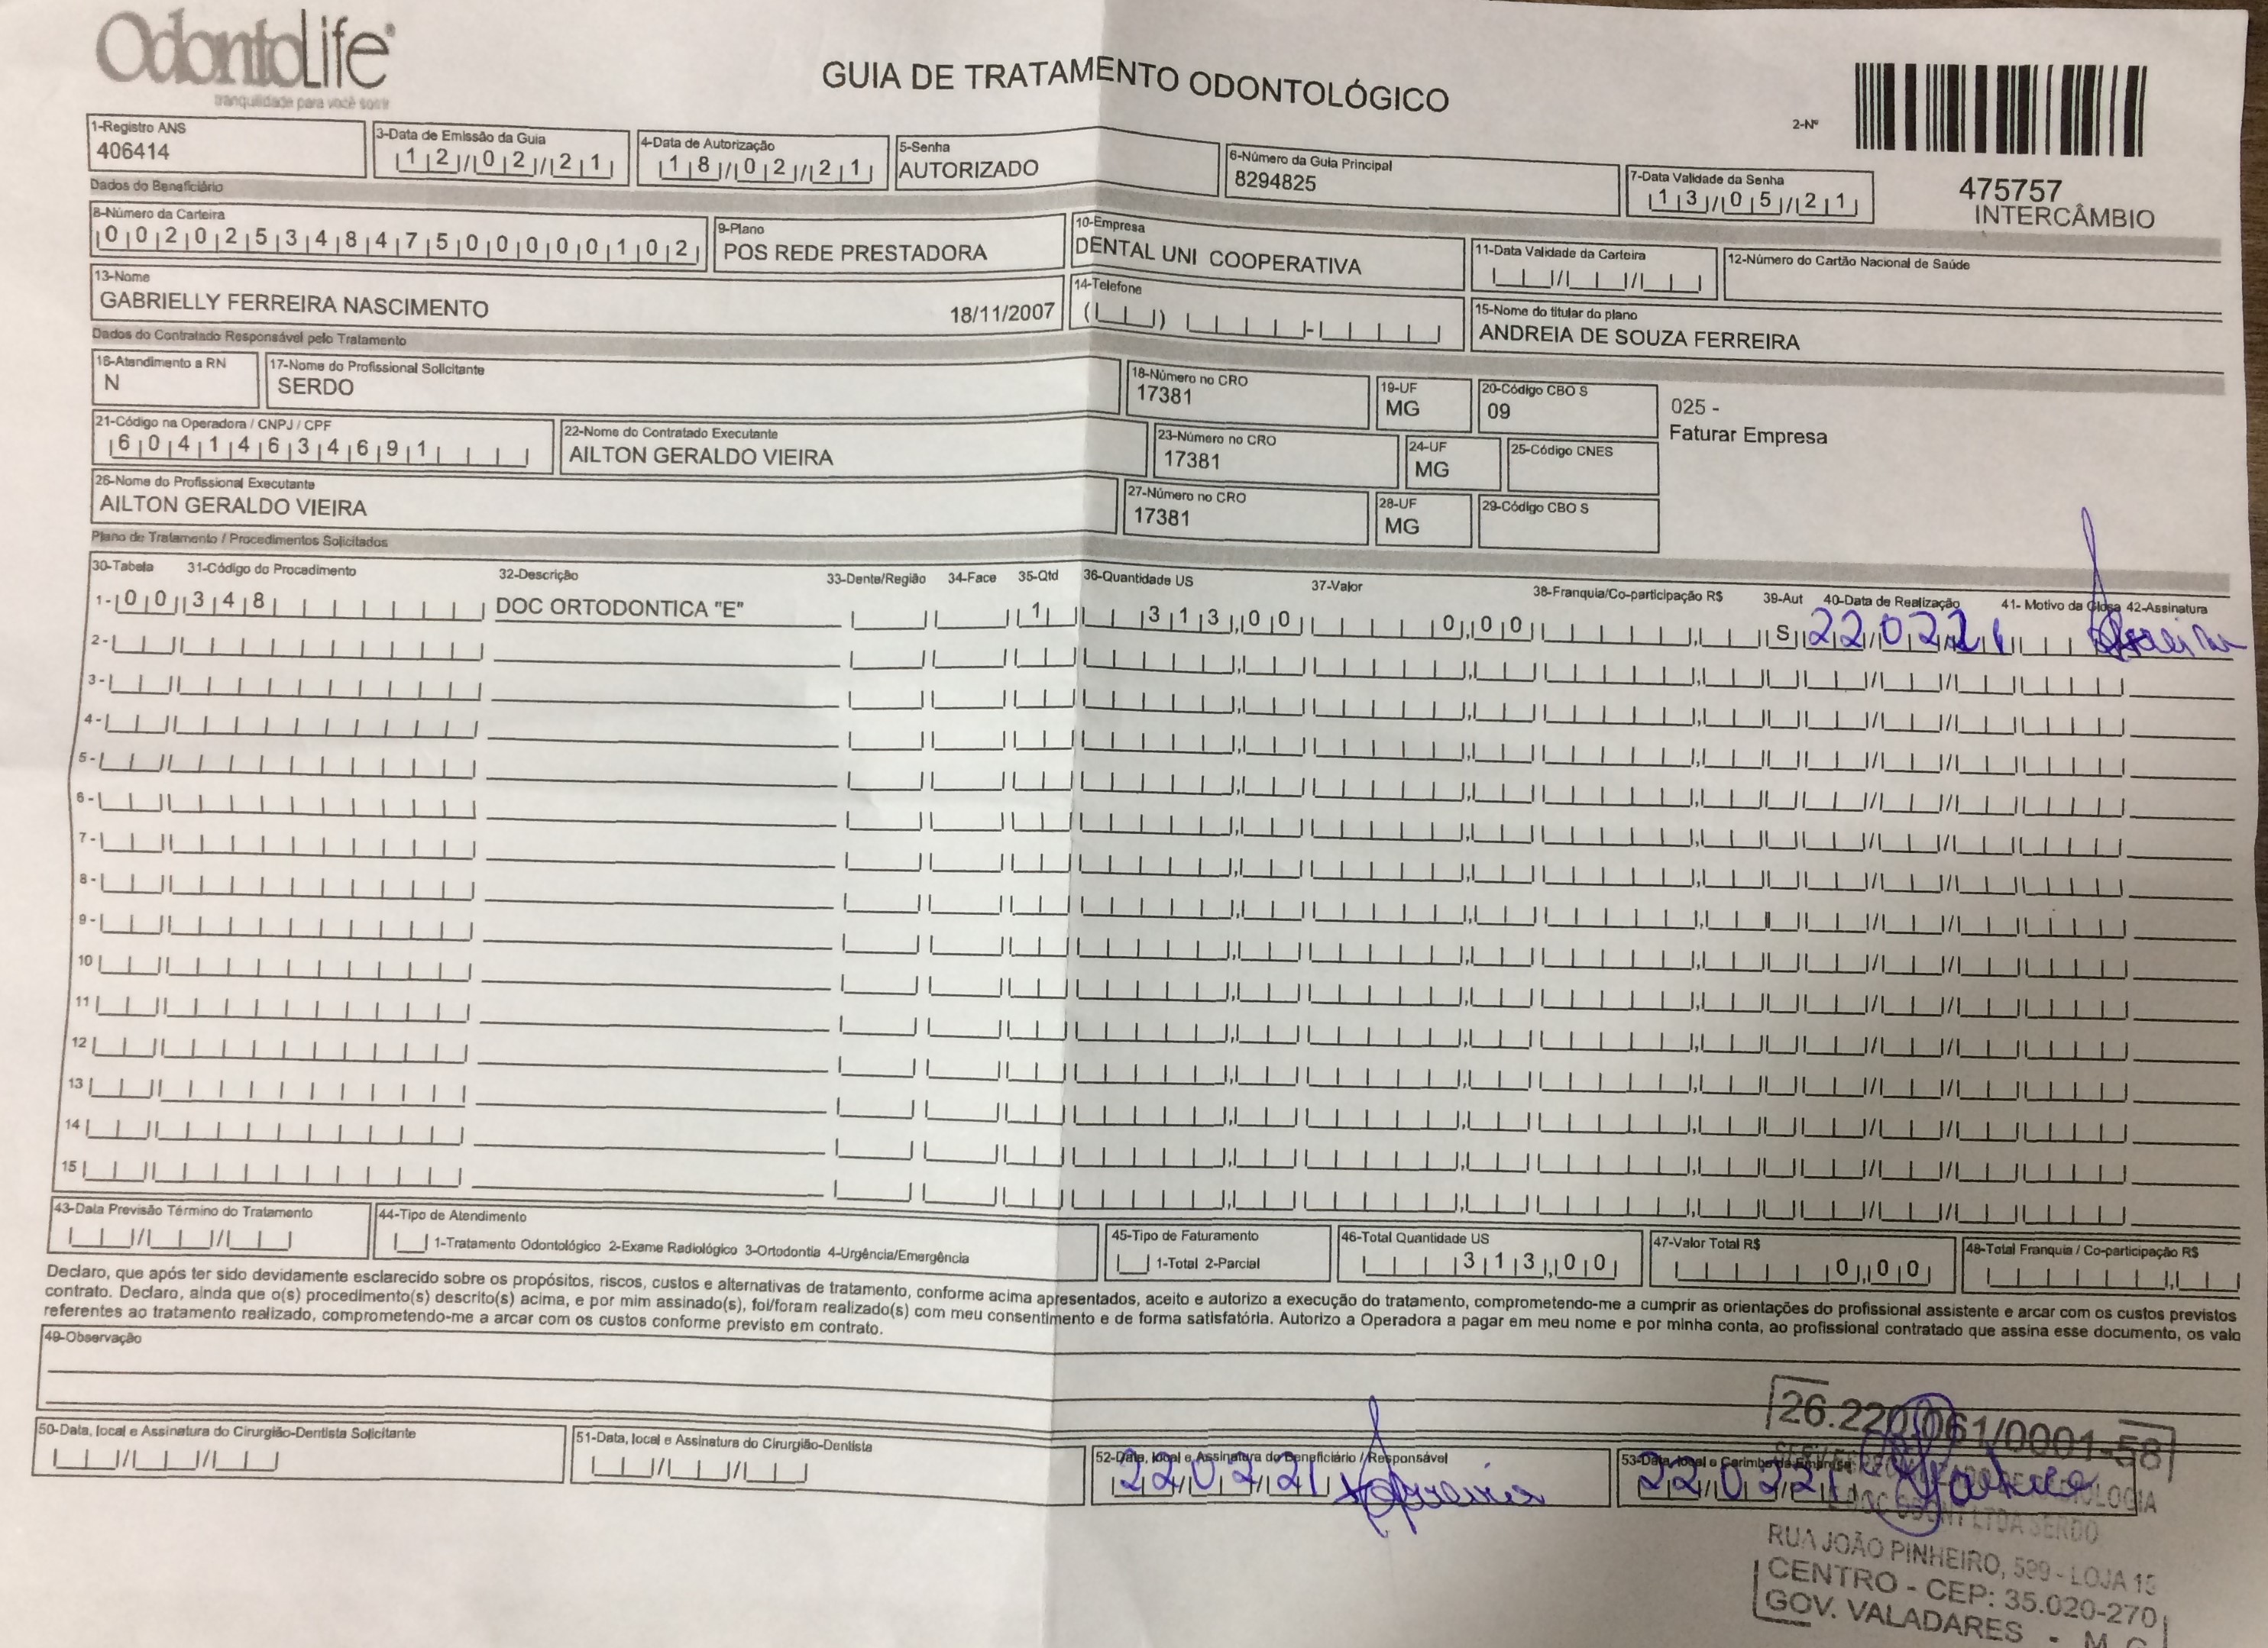 OdontoLife
tranquilidade para você sorrir
GUIA DE TRATAMENTO ODONTOLÓGICO
2-Nº
475757
INTERCÂMBIO
1-Registro ANS
406414
3-Data de Emissão da Guia
12/02/21
4-Data de Autorização
18/02/21
5-Senha
AUTORIZADO
6-Número da Guia Principal
8294825
7-Data Validade da Senha
13/05/21
Dados do Beneficiário
8-Número da Carteira
00202534847500000102
9-Plano
POS REDE PRESTADORA
10-Empresa
DENTAL UNI COOPERATIVA
11-Data Validade da Carteira
12-Número do Cartão Nacional de Saúde
13-Nome
GABRIELLY FERREIRA NASCIMENTO 18/11/2007
14-Telefone
15-Nome do titular do plano
ANDREIA DE SOUZA FERREIRA
Dados do Contratado Responsável pelo Tratamento
16-Atendimento a RN
N
17-Nome do Profissional Solicitante
SERDO
18-Número no CRO
17381
19-UF
MG
20-Código CBO S
09
025 -
Faturar Empresa
21-Código na Operadora / CNPJ / CPF
60414634691
22-Nome do Contratado Executante
AILTON GERALDO VIEIRA
23-Número no CRO
17381
24-UF
MG
25-Código CNES
26-Nome do Profissional Executante
AILTON GERALDO VIEIRA
27-Número no CRO
17381
28-UF
MG
29-Código CBO S
Plano de Tratamento / Procedimentos Solicitados
30-Tabela 31-Código do Procedimento 32-Descrição 33-Dente/Região 34-Face 35-Qtd 36-Quantidade US 37-Valor 38-Franquia/Co-participação R$ 39-Aut 40-Data de Realização 41- Motivo da Glosa 42-Assinatura
1- 00 348 DOC ORTODONTICA "E" 1 313,00 0,00 S 22/02/21
2-
3-
4-
5-
6-
7-
8-
9-
10
11
12
13
14
15
43-Data Previsão Término do Tratamento
44-Tipo de Atendimento
1-Tratamento Odontológico 2-Exame Radiológico 3-Ortodontia 4-Urgência/Emergência
45-Tipo de Faturamento
1-Total 2-Parcial
46-Total Quantidade US
313,00
47-Valor Total R$
0,00
48-Total Franquia / Co-participação R$
Declaro, que após ter sido devidamente esclarecido sobre os propósitos, riscos, custos e alternativas de tratamento, conforme acima apresentados, aceito e autorizo a execução do tratamento, comprometendo-me a cumprir as orientações do profissional assistente e arcar com os custos previstos
contrato. Declaro, ainda que o(s) procedimento(s) descrito(s) acima, e por mim assinado(s), foi/foram realizado(s) com meu consentimento e de forma satisfatória. Autorizo a Operadora a pagar em meu nome e por minha conta, ao profissional contratado que assina esse documento, os valo
referentes ao tratamento realizado, comprometendo-me a arcar com os custos conforme previsto em contrato.
49-Observação
50-Data, local e Assinatura do Cirurgião-Dentista Solicitante
51-Data, local e Assinatura do Cirurgião-Dentista
52-Data, local e Assinatura do Beneficiário / Responsável
22/02/21
53-Data, local e Carimbo da Empresa
22/02/21
26.220.061/0001-58
RADIOLOGIA
E DOC ODONT LTDA SERDO
RUA JOÃO PINHEIRO, 599 - LOJA 15
CENTRO - CEP: 35.020-270
GOV. VALADARES - M G